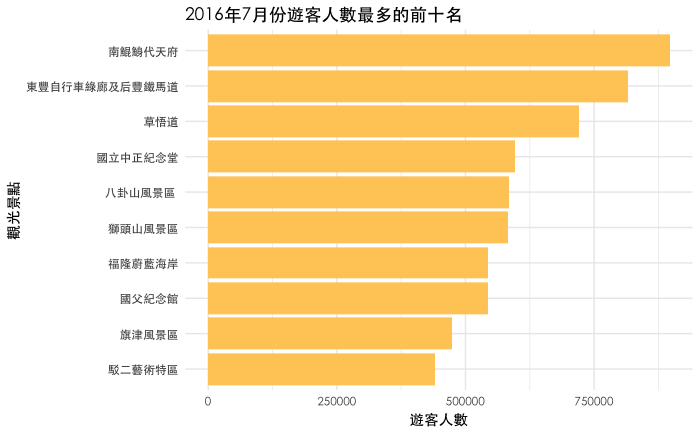 2016年7月份遊客人數最多的前十名
南鯤鯓代天府
東豐自行車綠廊及后豐鐵馬道
草悟道
國立中正紀念堂
八卦山風景區
獅頭山風景區
福隆蔚藍海岸
國父紀念館
旗津風景區
駁二藝術特區
觀光景點
0 250000 500000 750000
遊客人數